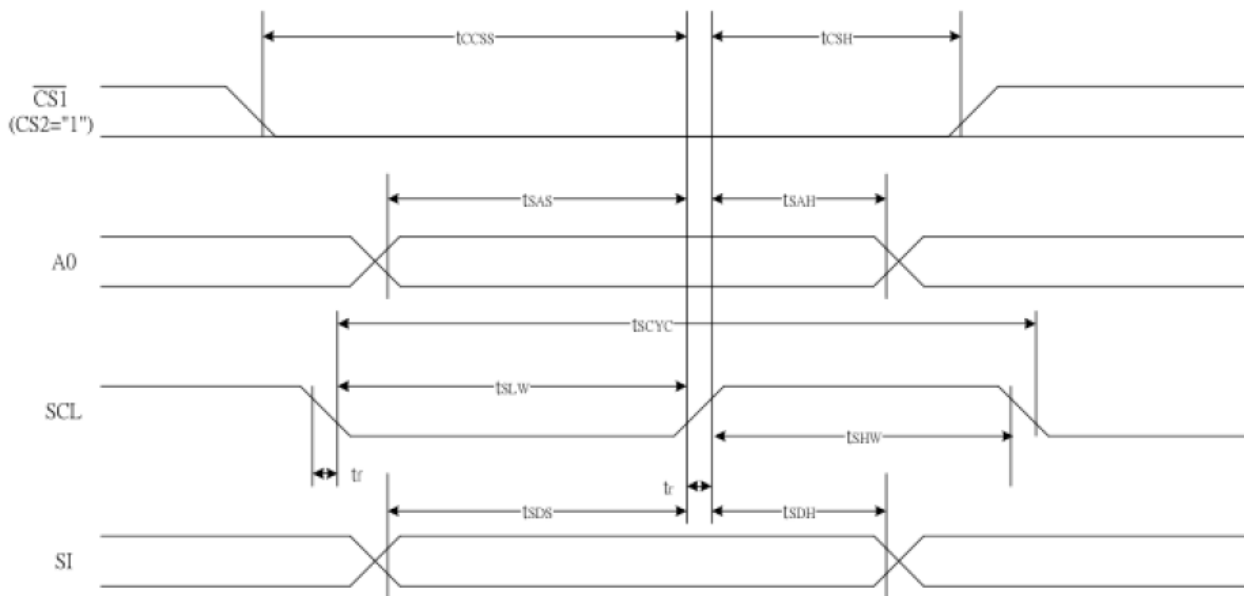 tCCSS
tCSH
CS1
(CS2="1")
tSAS
tSAH
A0
tSCYC
tSLW
SCL
tSHW
tf
tr
tSDS
tSDH
SI